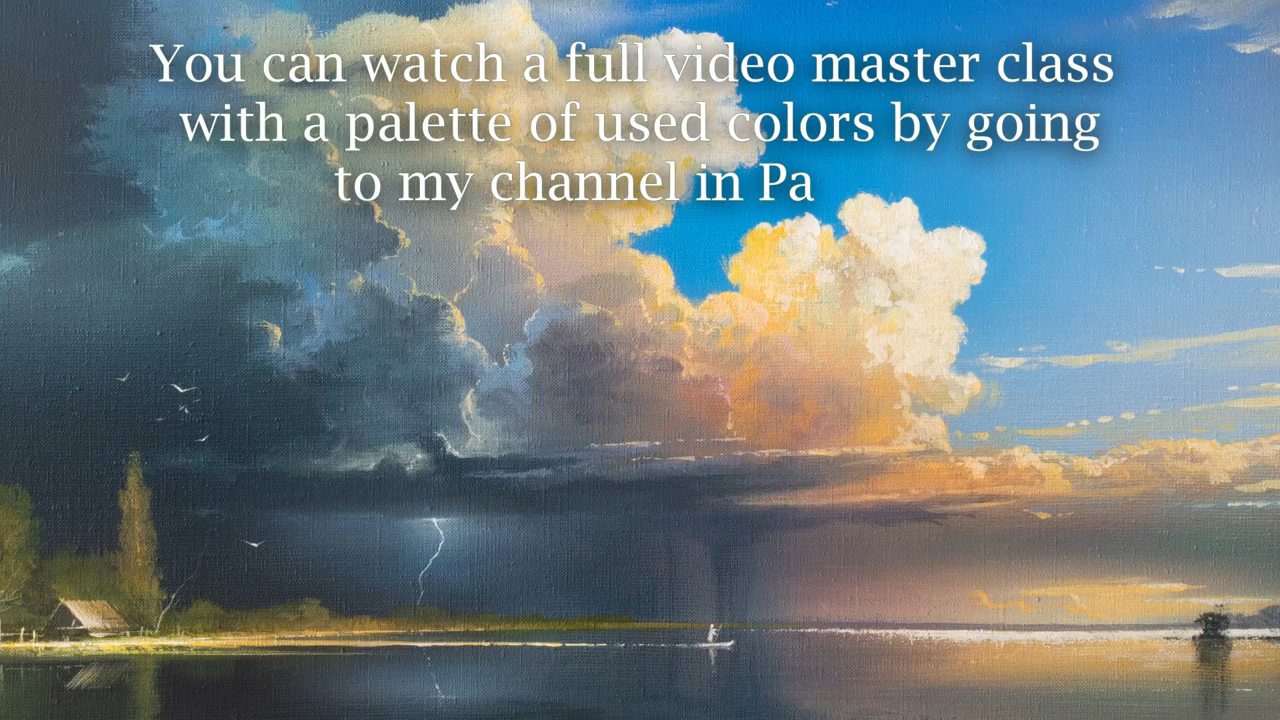 You can watch a full video master class
with a palette of used colors by going
to my channel in Pa